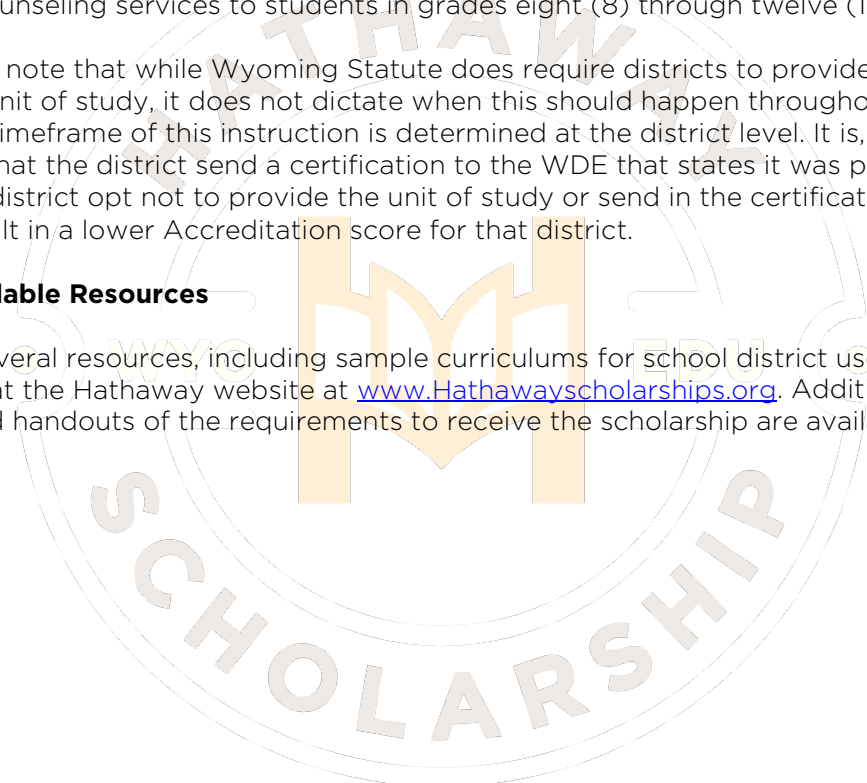 unseling services to students in grades eight (8) through twelve (1
note that while Wyoming Statute does require districts to provide
nit of study, it does not dictate when this should happen througho
imeframe of this instruction is determined at the district level. It is,
hat the district send a certification to the WDE that states it was p
district opt not to provide the unit of study or send in the certificat
lt in a lower Accreditation score for that district.
lable Resources
veral resources, including sample curriculums for school district us
at the Hathaway website at www.Hathawayscholarships.org. Addit
d handouts of the requirements to receive the scholarship are avail
HATHAWAY
WYO EDU
SCHOLARSHIP